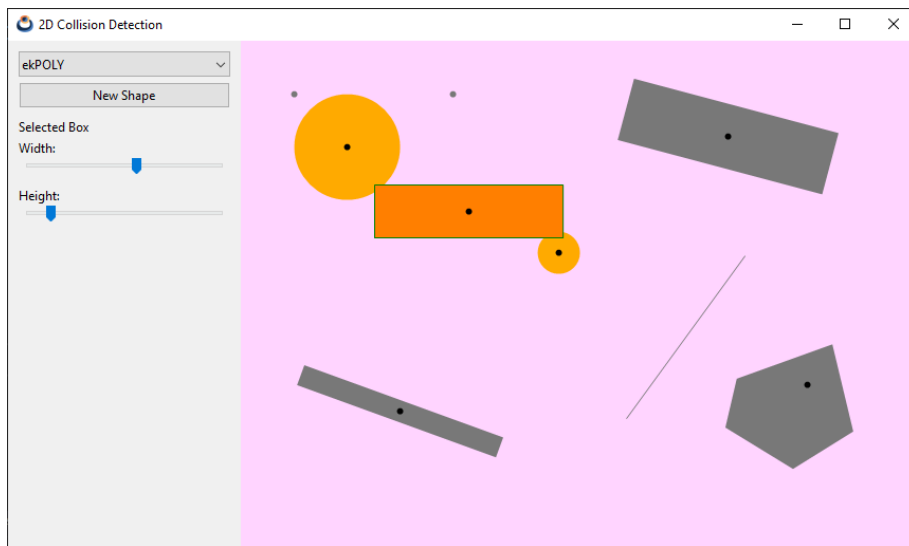 2D Collision Detection
ekPOLY
New Shape
Selected Box
Width:
Height: